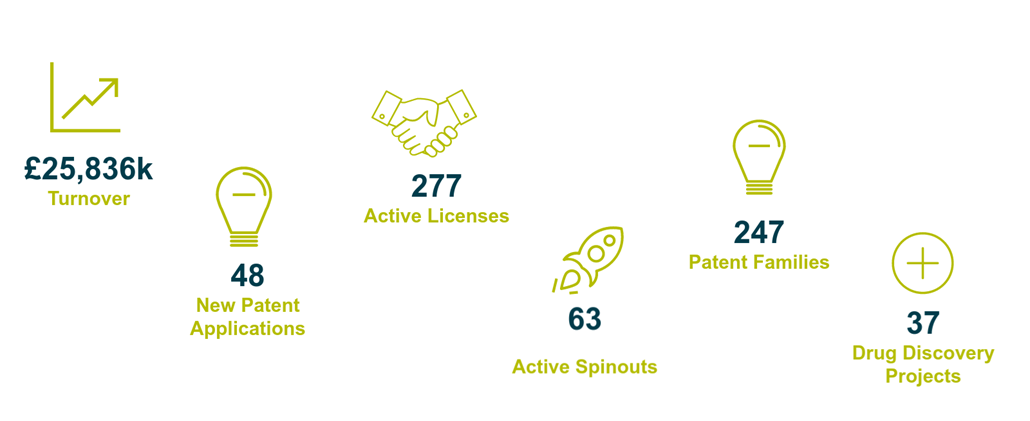 £25,836k
Turnover
48
New Patent
Applications
277
Active Licenses
63
Active Spinouts
247
Patent Families
37
Drug Discovery
Projects